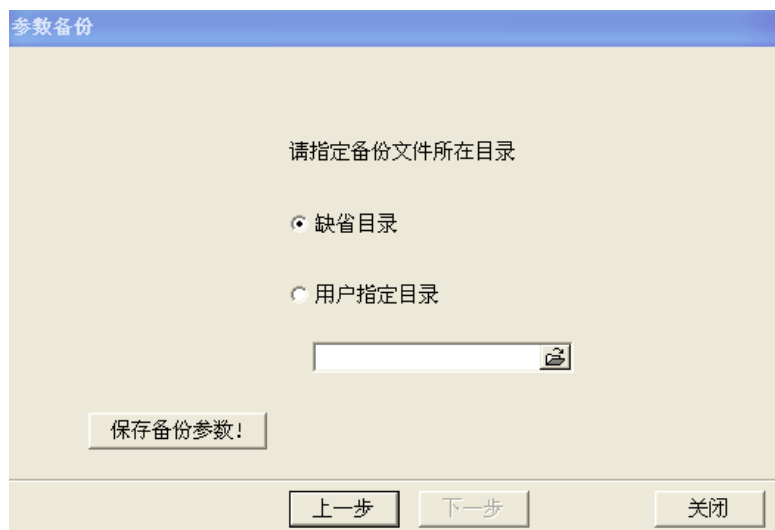 参数备份
请指定备份文件所在目录
缺省目录
用户指定目录
保存备份参数!
上一步 下一步 关闭